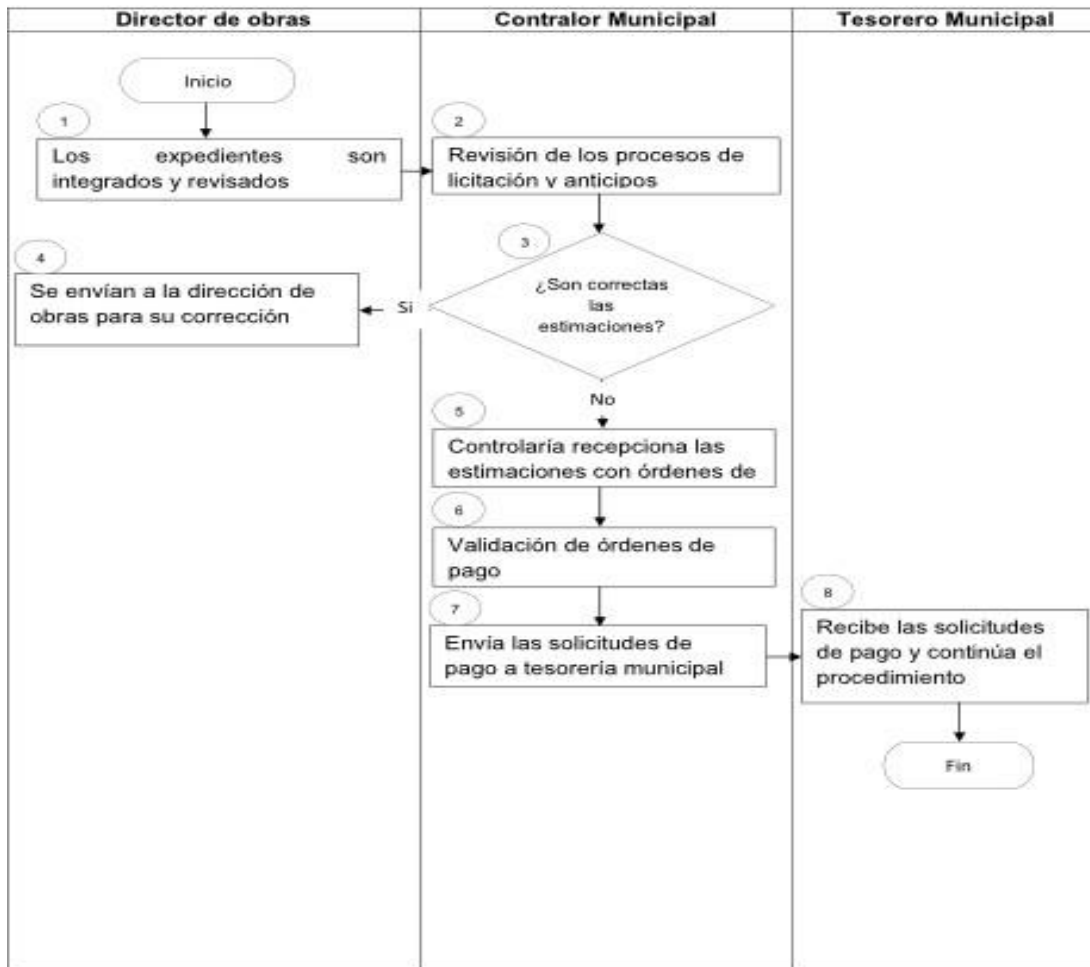 Director de obras
Contralor Municipal
Tesorero Municipal
Inicio
1
Los expedientes son
integrados y revisados
2
Revisión de los procesos de
licitación y anticipos
3
¿Son correctas
las
estimaciones?
Si
4
Se envían a la dirección de
obras para su corrección
No
5
Controlaría recepciona las
estimaciones con órdenes de
6
Validación de órdenes de
pago
7
Envía las solicitudes de
pago a tesorería municipal
8
Recibe las solicitudes
de pago y continúa el
procedimiento
Fin